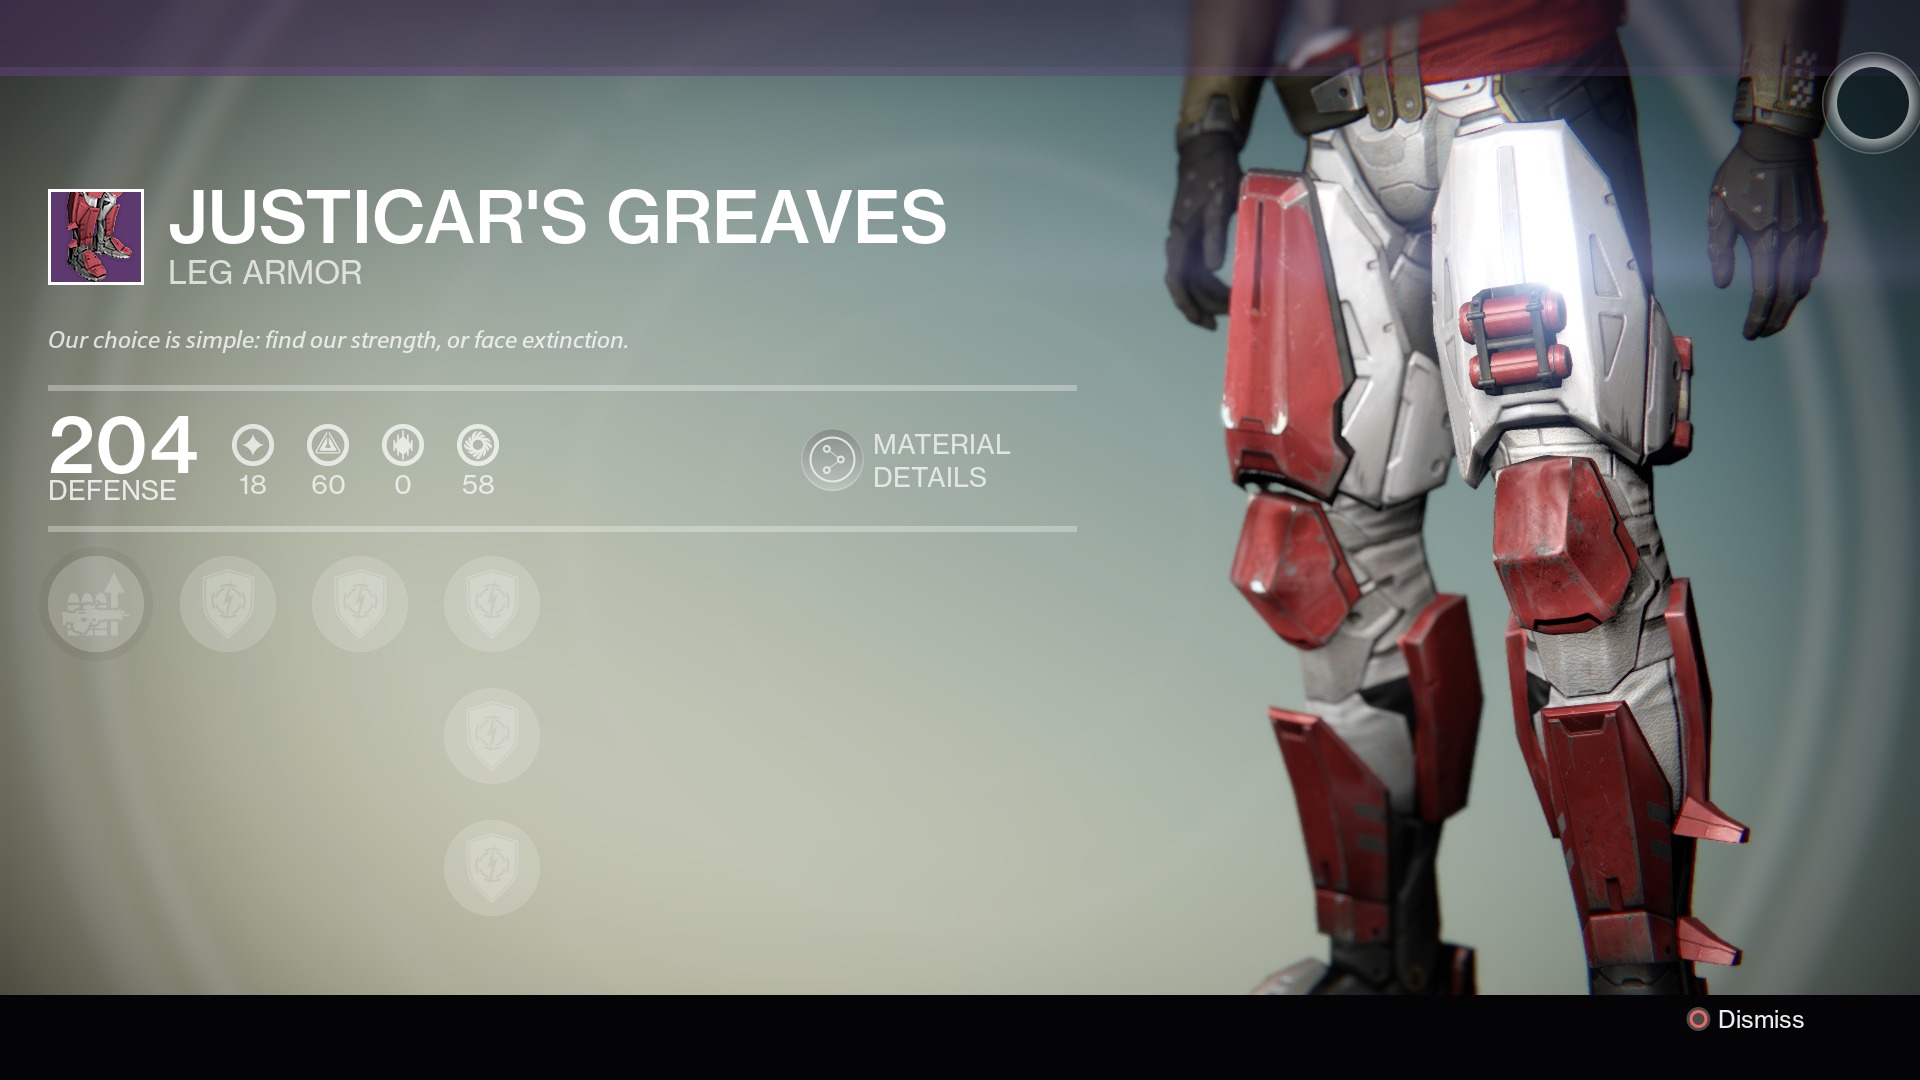 JUSTICAR'S GREAVES
LEG ARMOR
Our choice is simple: find our strength, or face extinction.
204
DEFENSE
18
60
0
58
MATERIAL
DETAILS
Dismiss